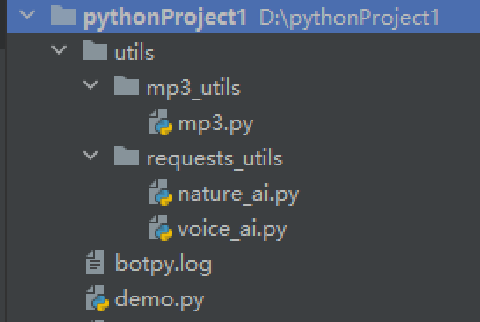 pythonProject1 D:\pythonProject1
utils
mp3_utils
mp3.py
requests_utils
nature_ai.py
voice_ai.py
botpy.log
demo.py